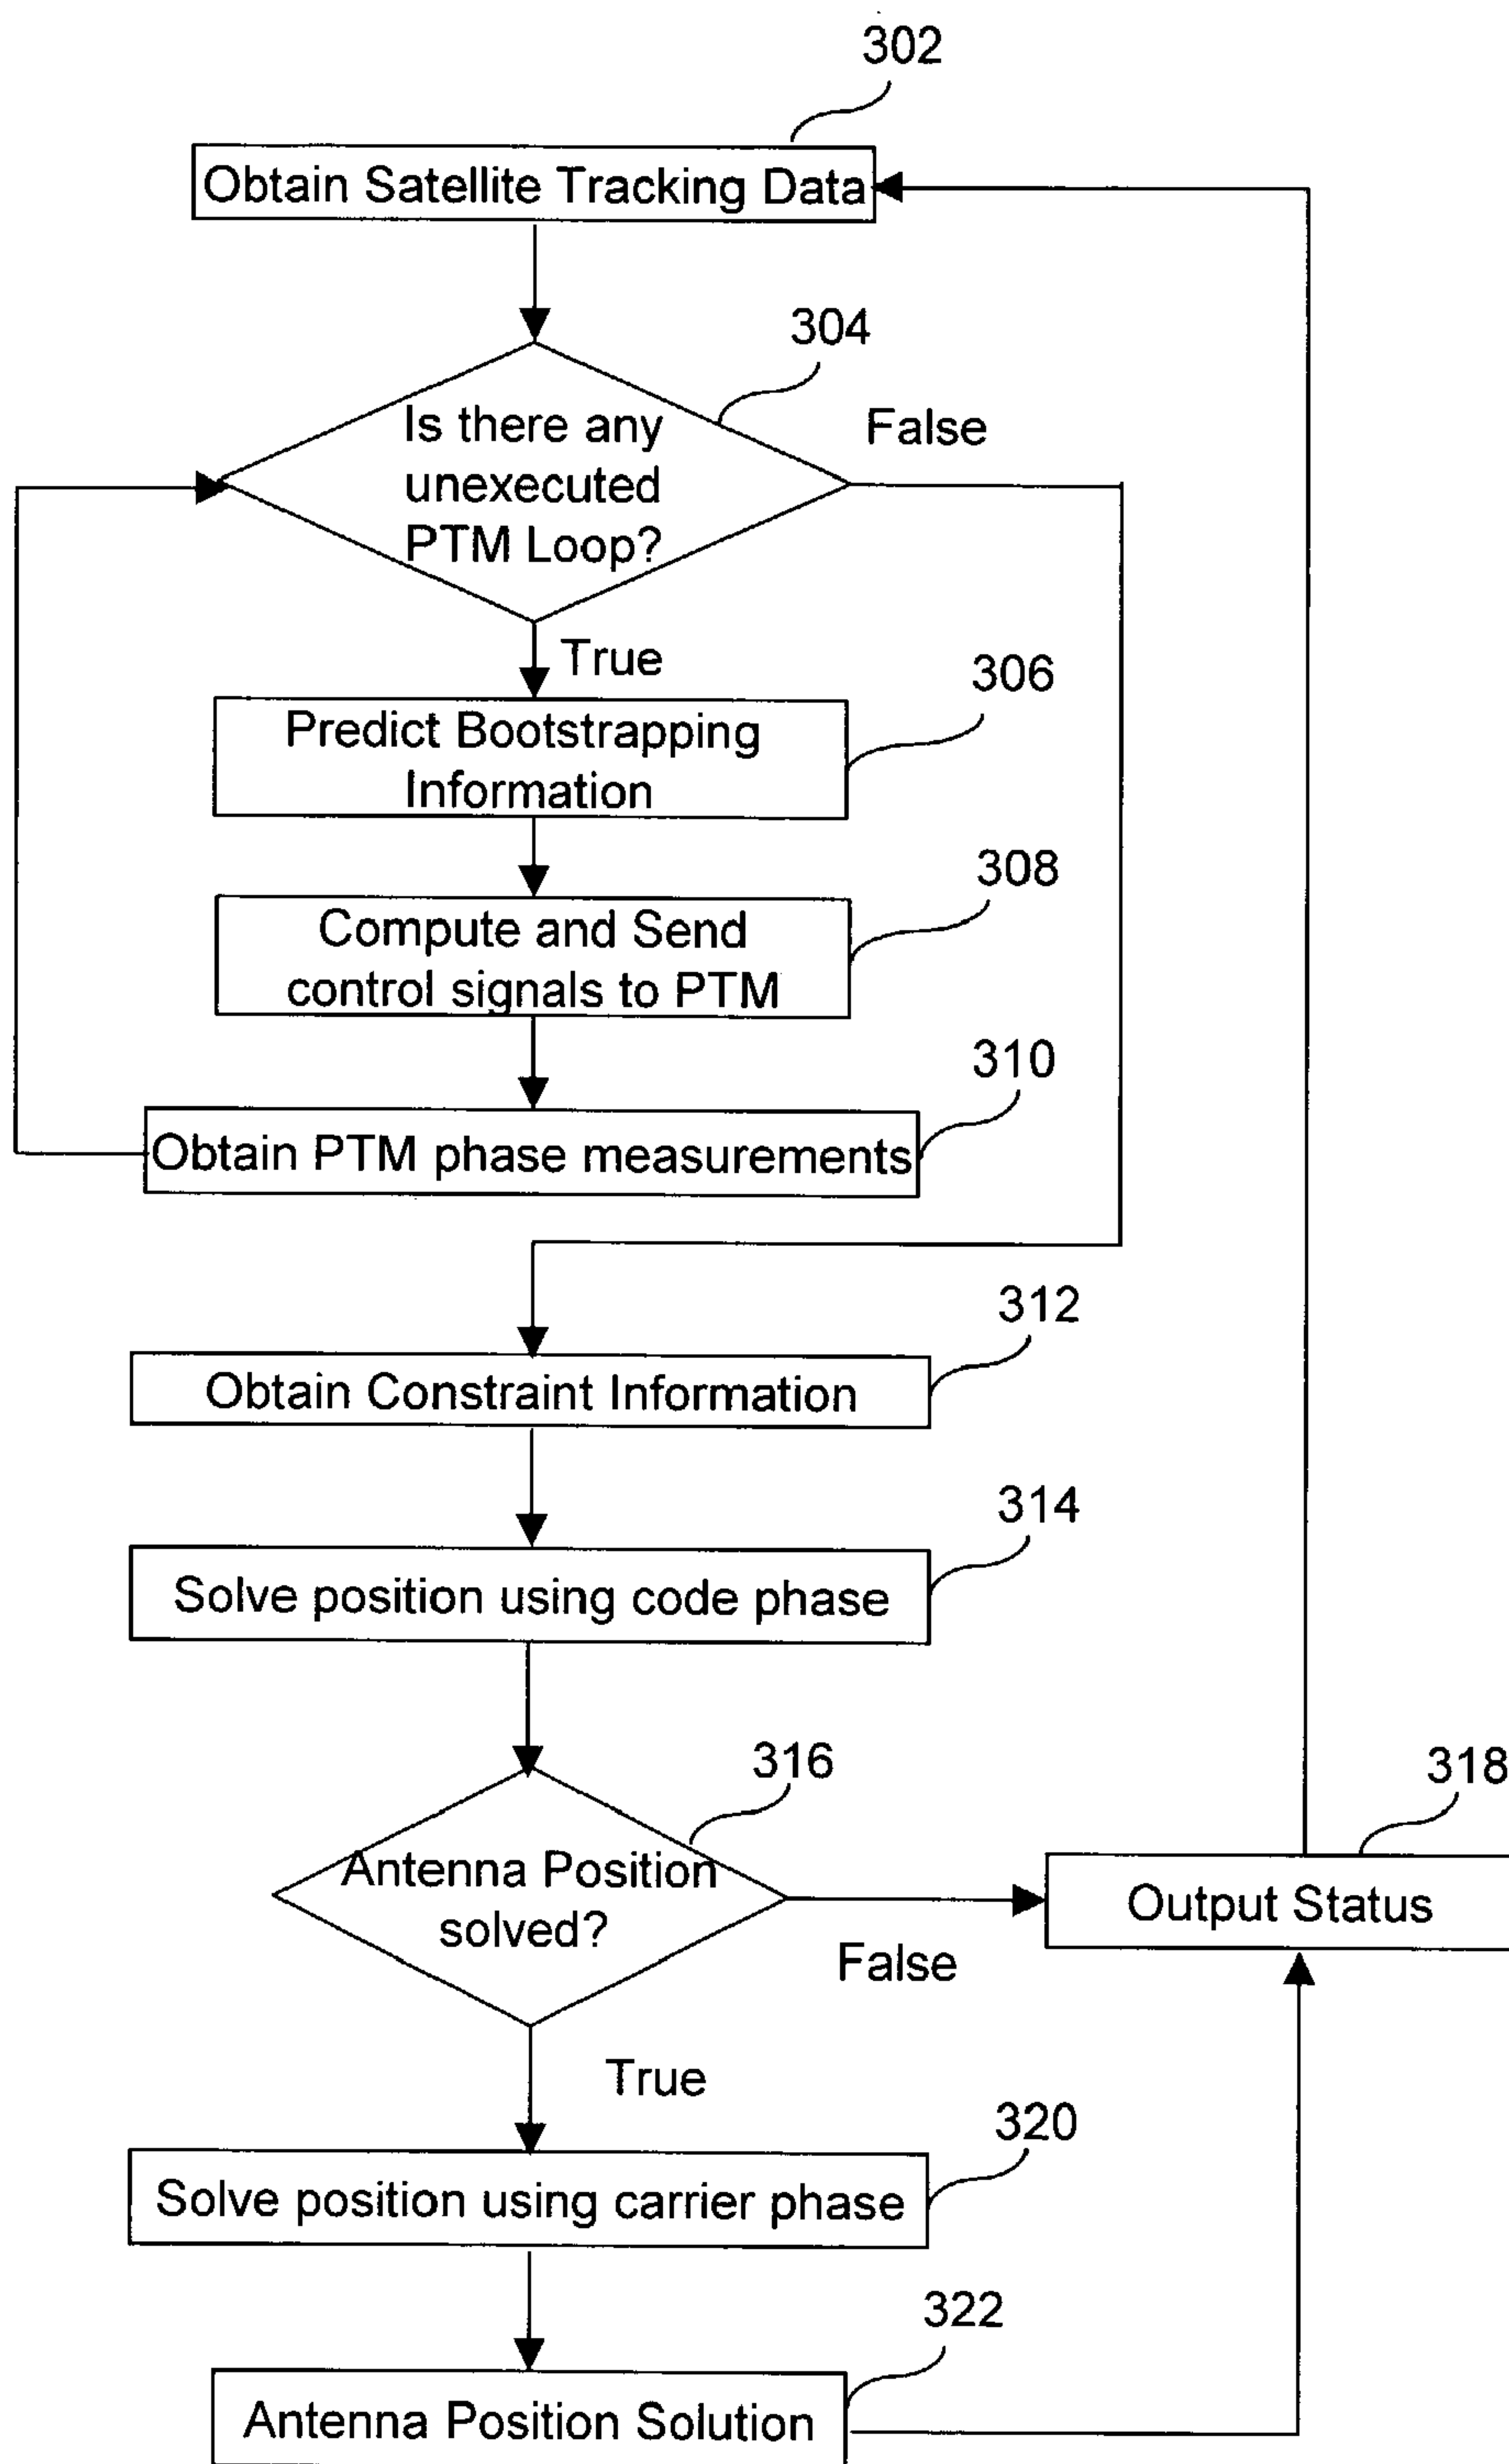 302
Obtain Satellite Tracking Data
304
Is there any
unexecuted
PTM Loop?
False
True
306
Predict Bootstrapping
Information
308
Compute and Send
control signals to PTM
310
Obtain PTM phase measurements
312
Obtain Constraint Information
314
Solve position using code phase
316
Antenna Position
solved?
False
318
Output Status
True
320
Solve position using carrier phase
322
Antenna Position Solution